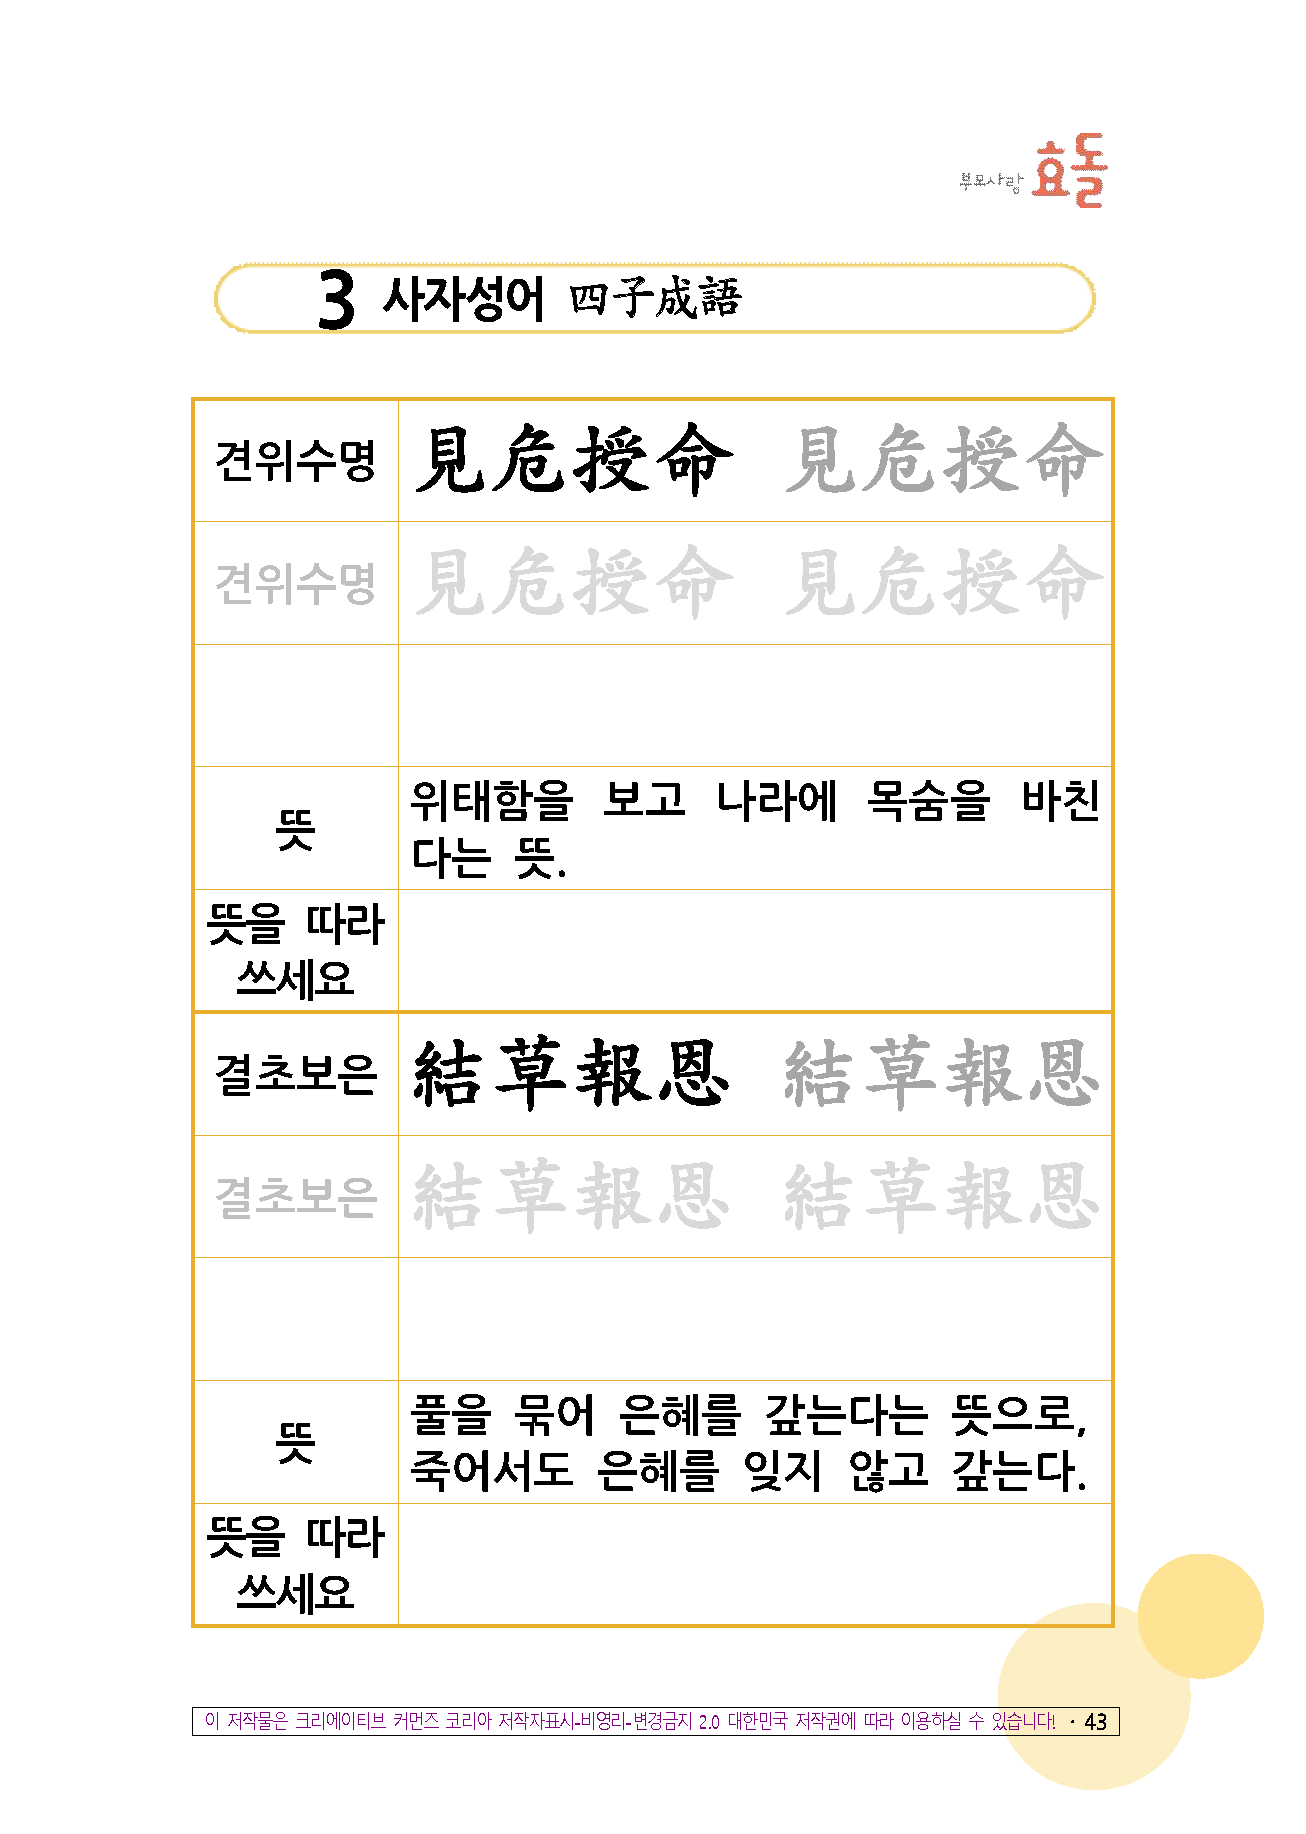 부모사랑 효돌
3 사자성어 四子成語
견위수명 見危授命 見危授命
견위수명 見危授命 見危授命
뜻 위태함을 보고 나라에 목숨을 바친
다는 뜻.
뜻을 따라
쓰세요
결초보은 結草報恩 結草報恩
결초보은 結草報恩 結草報恩
뜻 풀을 묶어 은혜를 갚는다는 뜻으로,
죽어서도 은혜를 잊지 않고 갚는다.
뜻을 따라
쓰세요
이 저작물은 크리에이티브 커먼즈 코리아 저작자표시-비영리-변경금지 2.0 대한민국 저작권에 따라 이용하실 수 있습니다! · 43